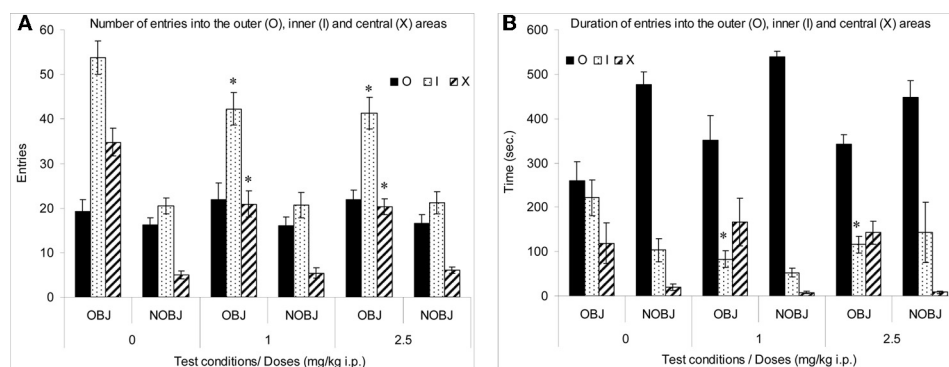 A
Number of entries into the outer (O), inner (I) and central (X) areas
60
50
40
30
20
10
0
Entries
O I X
* * * *
OBJ NOBJ OBJ NOBJ OBJ NOBJ
0 1 2.5
Test conditions/ Doses (mg/kg i.p.)
B
Duration of entries into the outer (O), inner (I) and central (X) areas
600
500
400
300
200
100
0
Time (sec.)
O I X
* *
OBJ NOBJ OBJ NOBJ OBJ NOBJ
0 1 2.5
Test conditions / Doses (mg/kg i.p.)